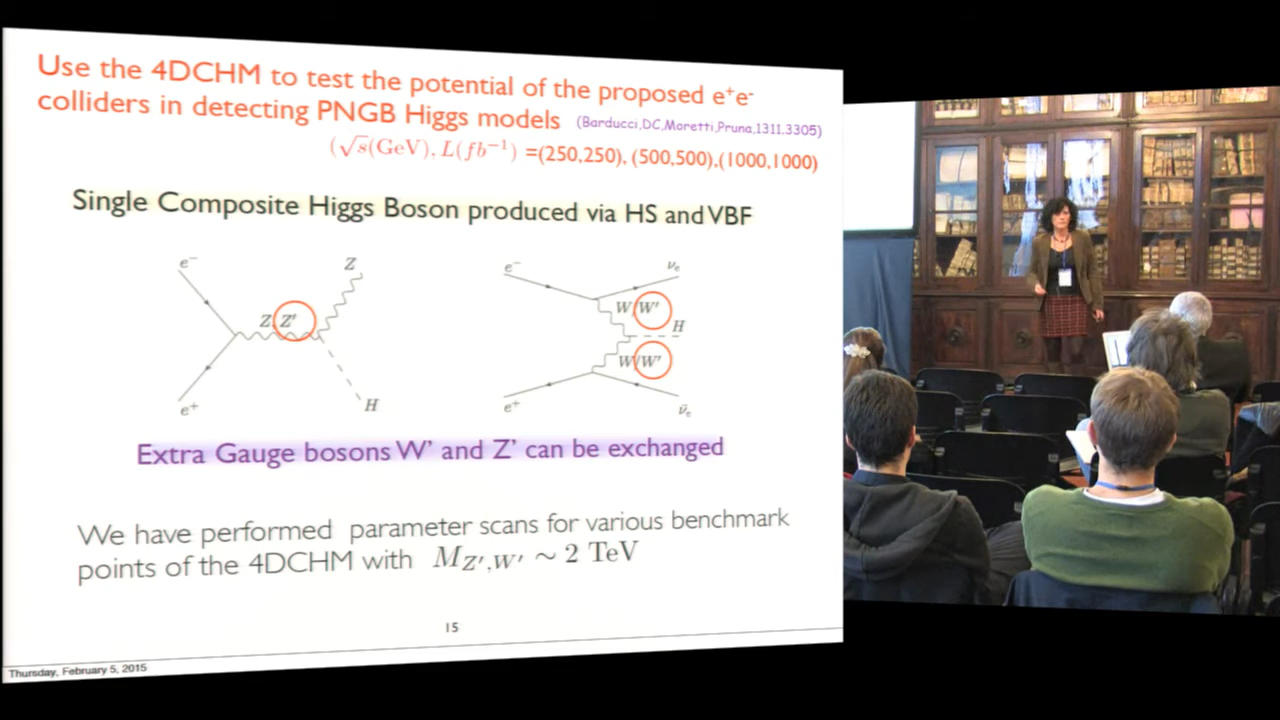 Use the 4DCHM to test the potential of the proposed e⁺e⁻
colliders in detecting PNGB Higgs models (Barducci,DC,Moretti,Pruna,1311.3305)
(√s(GeV), L(fb⁻¹) =(250,250), (500,500),(1000,1000)
Single Composite Higgs Boson produced via HS and VBF
e⁻ Z e⁻ νₑ
Z, Z' W/W' H
W/W'
e⁺ H e⁺ ν̄ₑ
Extra Gauge bosons W' and Z' can be exchanged
We have performed parameter scans for various benchmark
points of the 4DCHM with M_Z',W' ~ 2 TeV
15
Thursday, February 5, 2015